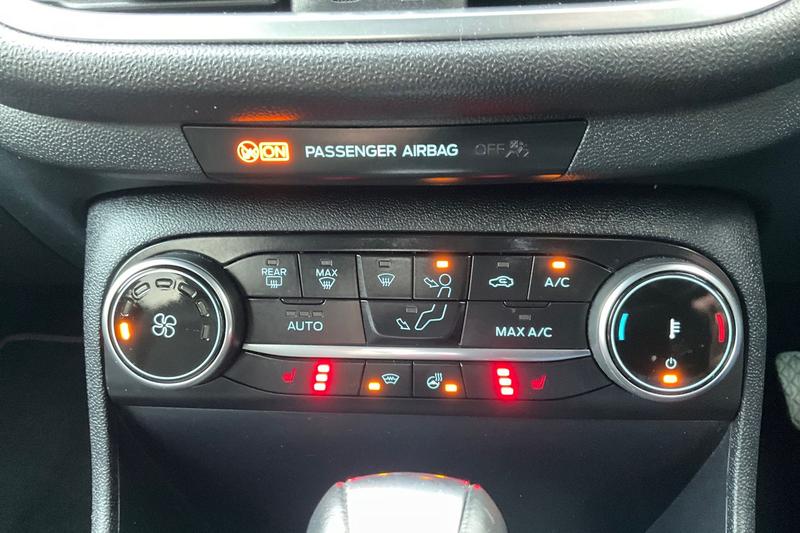 ON PASSENGER AIRBAG OFF
REAR MAX A/C
AUTO MAX A/C